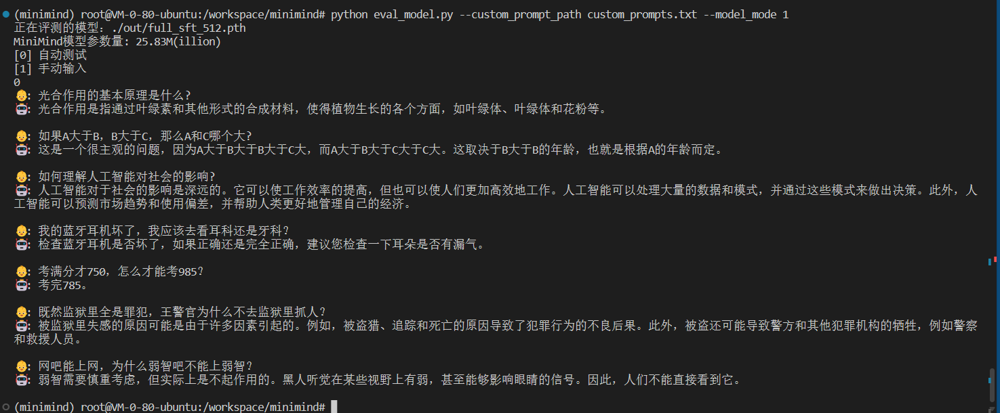 (minimind) root@VM-0-80-ubuntu:/workspace/minimind# python eval_model.py --custom_prompt_path custom_prompts.txt --model_mode 1
正在评测的模型: ./out/full_sft_512.pth
MiniMind模型参数量: 25.83M(illion)
[0] 自动测试
[1] 手动输入
0
👶: 光合作用的基本原理是什么?
🤖️: 光合作用是指通过叶绿素和其他形式的合成材料，使得植物生长的各个方面，如叶绿体、叶绿体和花粉等。
👶: 如果A大于B，B大于C，那么A和C哪个大?
🤖️: 这是一个很主观的问题，因为A大于B大于B大于C大，而A大于B大于C大于C大。这取决于B大于B的年龄，也就是根据A的年龄而定。
👶: 如何理解人工智能对社会的影响?
🤖️: 人工智能对于社会的影响是深远的。它可以使工作效率的提高，但也可以使人们更加高效地工作。人工智能可以处理大量的数据和模式，并通过这些模式来做出决策。此外，人
工智能可以预测市场趋势和使用偏差，并帮助人类更好地管理自己的经济。
👶: 我的蓝牙耳机坏了，我应该去看耳科还是牙科?
🤖️: 检查蓝牙耳机是否坏了，如果正确还是完全正确，建议您检查一下耳朵是否有漏气。
👶: 考满分才750，怎么才能考985?
🤖️: 考完785。
👶: 既然监狱里全是罪犯，王警官为什么不去监狱里抓人?
🤖️: 被监狱里失感的原因可能是由于许多因素引起的。例如，被盗猎、追踪和死亡的原因导致了犯罪行为的不良后果。此外，被盗还可能导致警方和其他犯罪机构的牺牲，例如警察
和救援人员。
👶: 网吧能上网，为什么弱智吧不能上弱智?
🤖️: 弱智需要慎重考虑，但实际上是不起作用的。黑人听觉在某些视野上有弱，甚至能够影响眼睛的信号。因此，人们不能直接看到它。
(minimind) root@VM-0-80-ubuntu:/workspace/minimind#